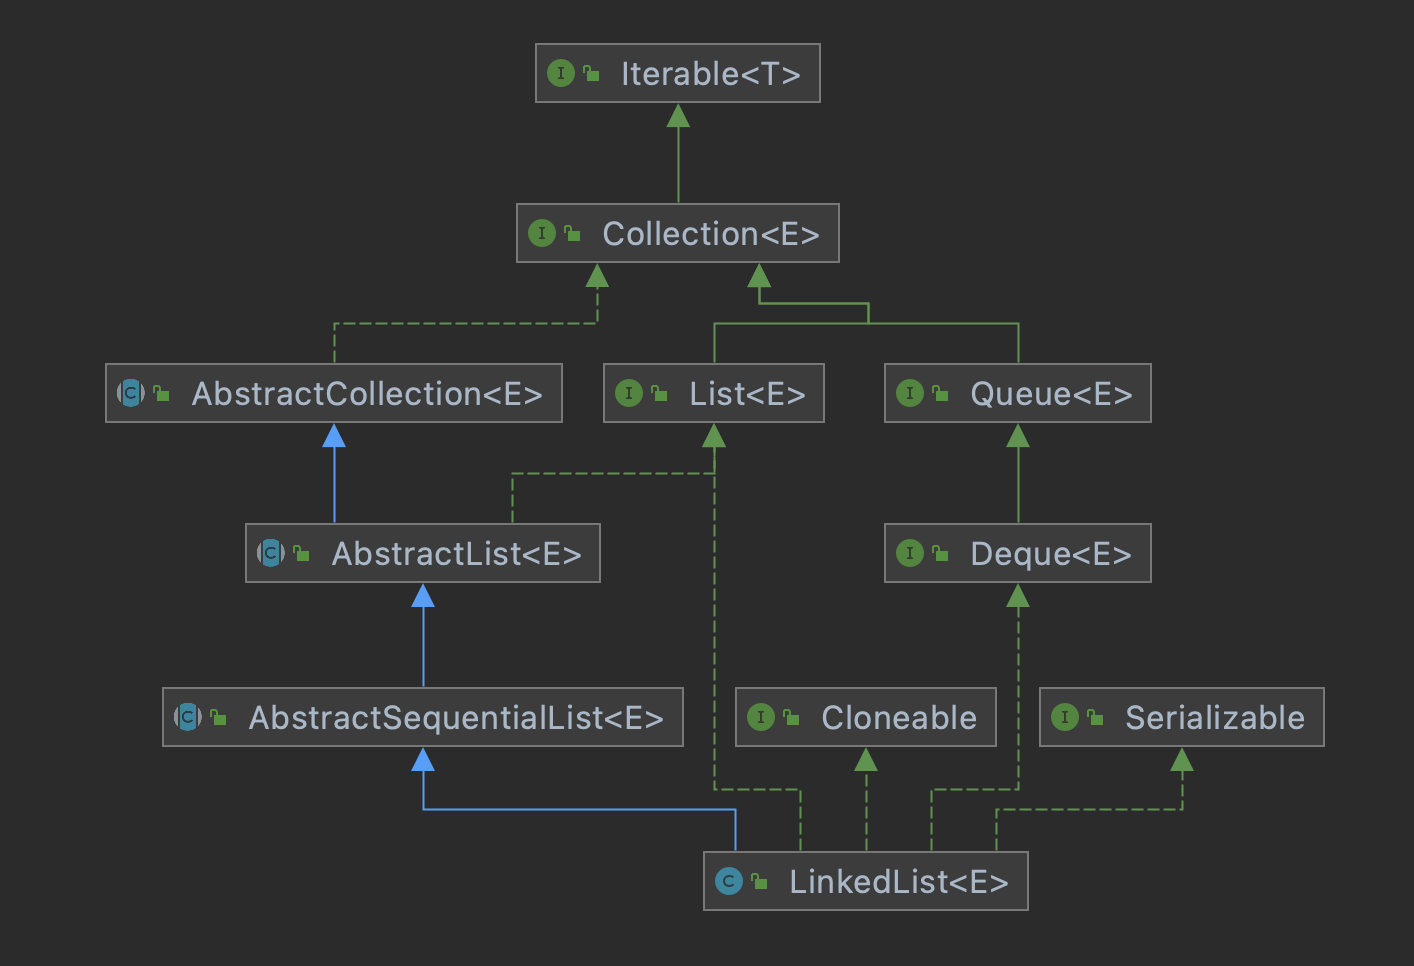 I Iterable<T>
I Collection<E>
C AbstractCollection<E>
I List<E>
I Queue<E>
C AbstractList<E>
I Deque<E>
C AbstractSequentialList<E>
I Cloneable
I Serializable
C LinkedList<E>